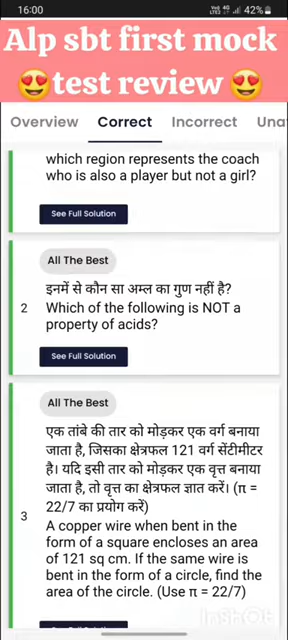 16:00
42%
Alp sbt first mock
😍test review 😍
Overview Correct Incorrect Una
which region represents the coach
who is also a player but not a girl?
See Full Solution
All The Best
2
इनमें से कौन सा अम्ल का गुण नहीं है?
Which of the following is NOT a
property of acids?
See Full Solution
All The Best
3
एक तांबे की तार को मोड़कर एक वर्ग बनाया
जाता है, जिसका क्षेत्रफल 121 वर्ग सेंटीमीटर
है। यदि इसी तार को मोड़कर एक वृत्त बनाया
जाता है, तो वृत्त का क्षेत्रफल ज्ञात करें। (π =
22/7 का प्रयोग करें)
A copper wire when bent in the
form of a square encloses an area
of 121 sq cm. If the same wire is
bent in the form of a circle, find the
area of the circle. (Use π = 22/7)
InShOt